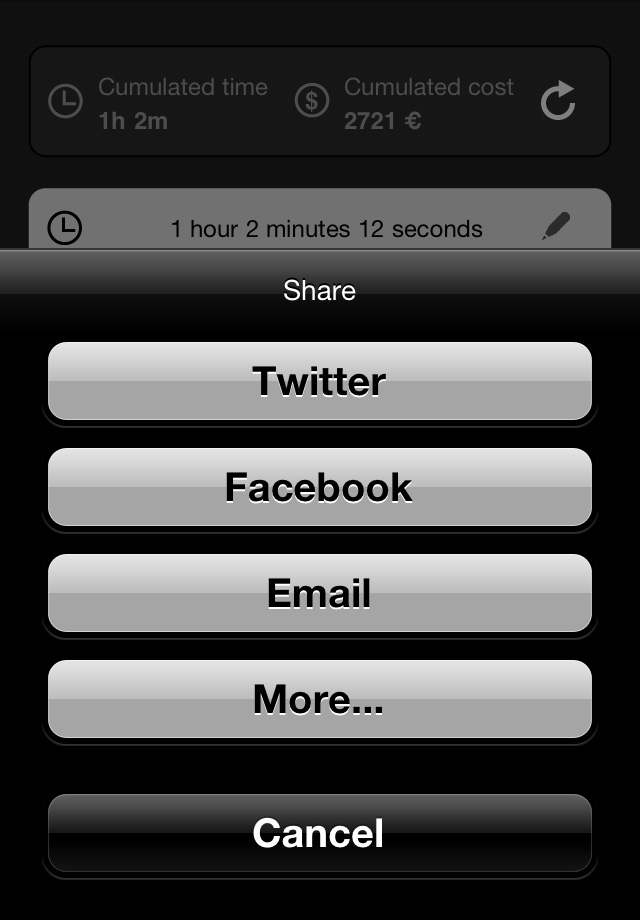 Cumulated time
1h 2m
Cumulated cost
2721 €
1 hour 2 minutes 12 seconds
Share
Twitter
Facebook
Email
More...
Cancel